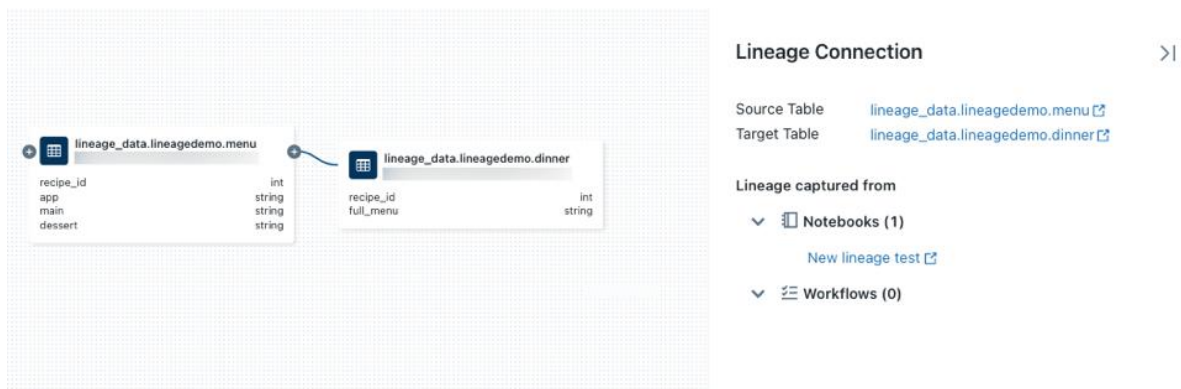 lineage_data.lineagedemo.menu
recipe_id int
app string
main string
dessert string
lineage_data.lineagedemo.dinner
recipe_id int
full_menu string
Lineage Connection
Source Table lineage_data.lineagedemo.menu
Target Table lineage_data.lineagedemo.dinner
Lineage captured from
Notebooks (1)
New lineage test
Workflows (0)